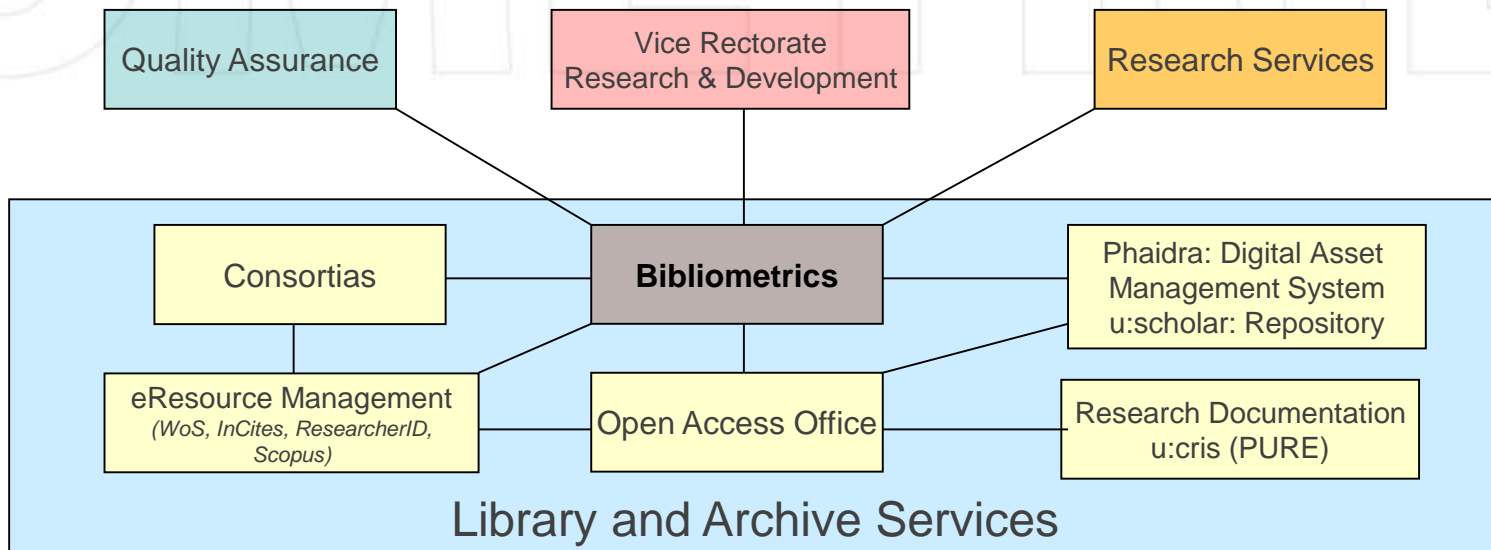 Quality Assurance
Vice Rectorate
Research & Development
Research Services
Consortias
Bibliometrics
Phaidra: Digital Asset
Management System
u:scholar: Repository
eResource Management
(WoS, InCites, ResearcherID,
Scopus)
Open Access Office
Research Documentation
u:cris (PURE)
Library and Archive Services